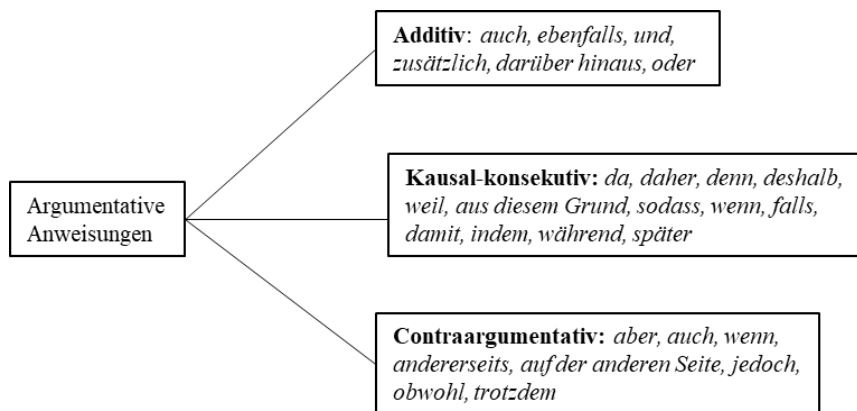 Additiv: auch, ebenfalls, und,
zusätzlich, darüber hinaus, oder
Argumentative
Anweisungen
Kausal-konsekutiv: da, daher, denn, deshalb,
weil, aus diesem Grund, sodass, wenn, falls,
damit, indem, während, später
Contraargumentativ: aber, auch, wenn,
andererseits, auf der anderen Seite, jedoch,
obwohl, trotzdem